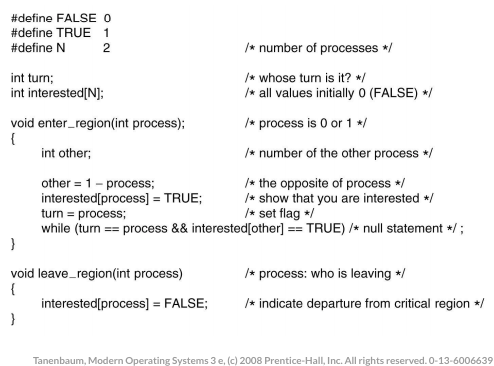 #define FALSE 0
#define TRUE 1
#define N 2 /* number of processes */
int turn; /* whose turn is it? */
int interested[N]; /* all values initially 0 (FALSE) */
void enter_region(int process); /* process is 0 or 1 */
{
int other; /* number of the other process */
other = 1 − process; /* the opposite of process */
interested[process] = TRUE; /* show that you are interested */
turn = process; /* set flag */
while (turn == process && interested[other] == TRUE) /* null statement */ ;
}
void leave_region(int process) /* process: who is leaving */
{
interested[process] = FALSE; /* indicate departure from critical region */
}
Tanenbaum, Modern Operating Systems 3 e, (c) 2008 Prentice-Hall, Inc. All rights reserved. 0-13-6006639